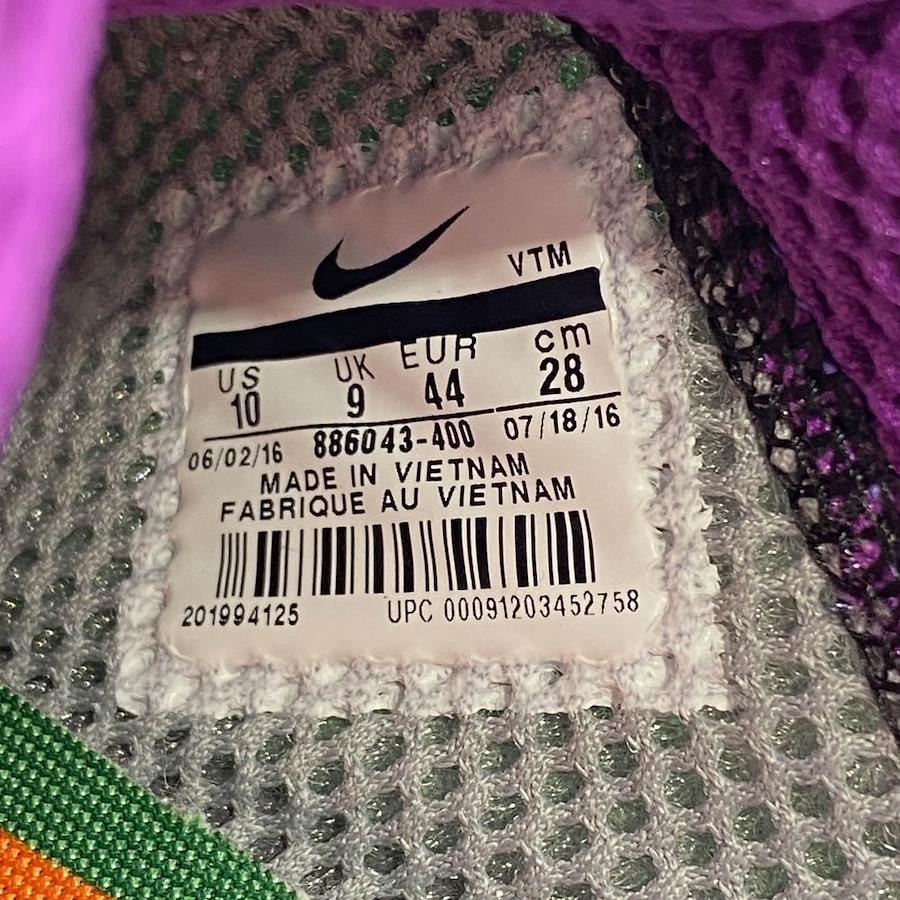 VTM
US UK EUR cm
10 9 44 28
06/02/16 886043-400 07/18/16
MADE IN VIETNAM
FABRIQUE AU VIETNAM
201994125 UPC 00091203452758